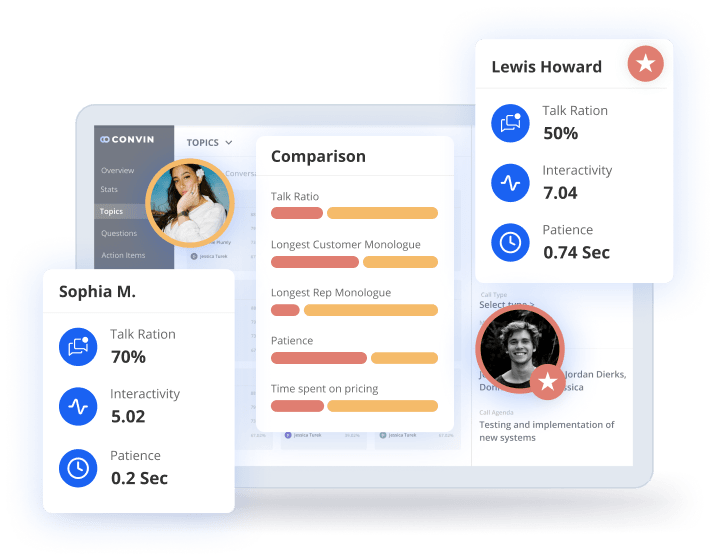 Lewis Howard
Talk Ration
50%
Interactivity
7.04
Patience
0.74 Sec
CONVIN
TOPICS
Overview
Stats
Topics
Questions
Action Items
Comparison
Talk Ratio
Longest Customer Monologue
Longest Rep Monologue
Patience
Time spent on pricing
Sophia M.
Talk Ration
70%
Interactivity
5.02
Patience
0.2 Sec
Jessica Turek
Call Type
Select type >
Jordan Dierks,
Call Agenda
Testing and implementation of
new systems
Jessica Turek
Jessica Turek